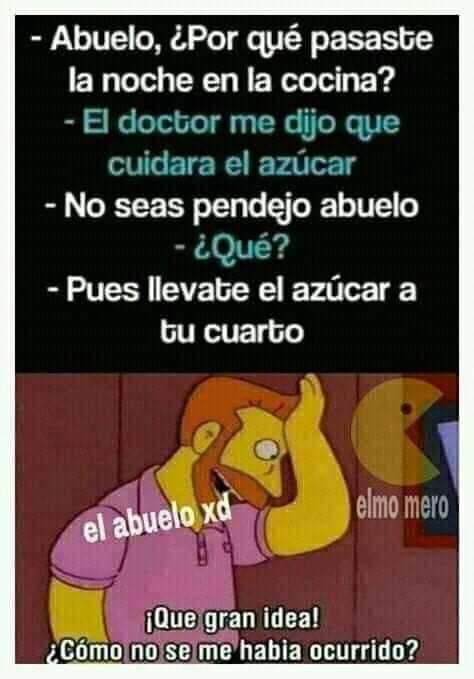 - Abuelo, ¿Por qué pasaste
la noche en la cocina?
- El doctor me dijo que
cuidara el azúcar
- No seas pendejo abuelo
- ¿Qué?
- Pues llevate el azúcar a
tu cuarto
el abuelo xd
elmo mero
¡Que gran idea!
¿Cómo no se me habia ocurrido?